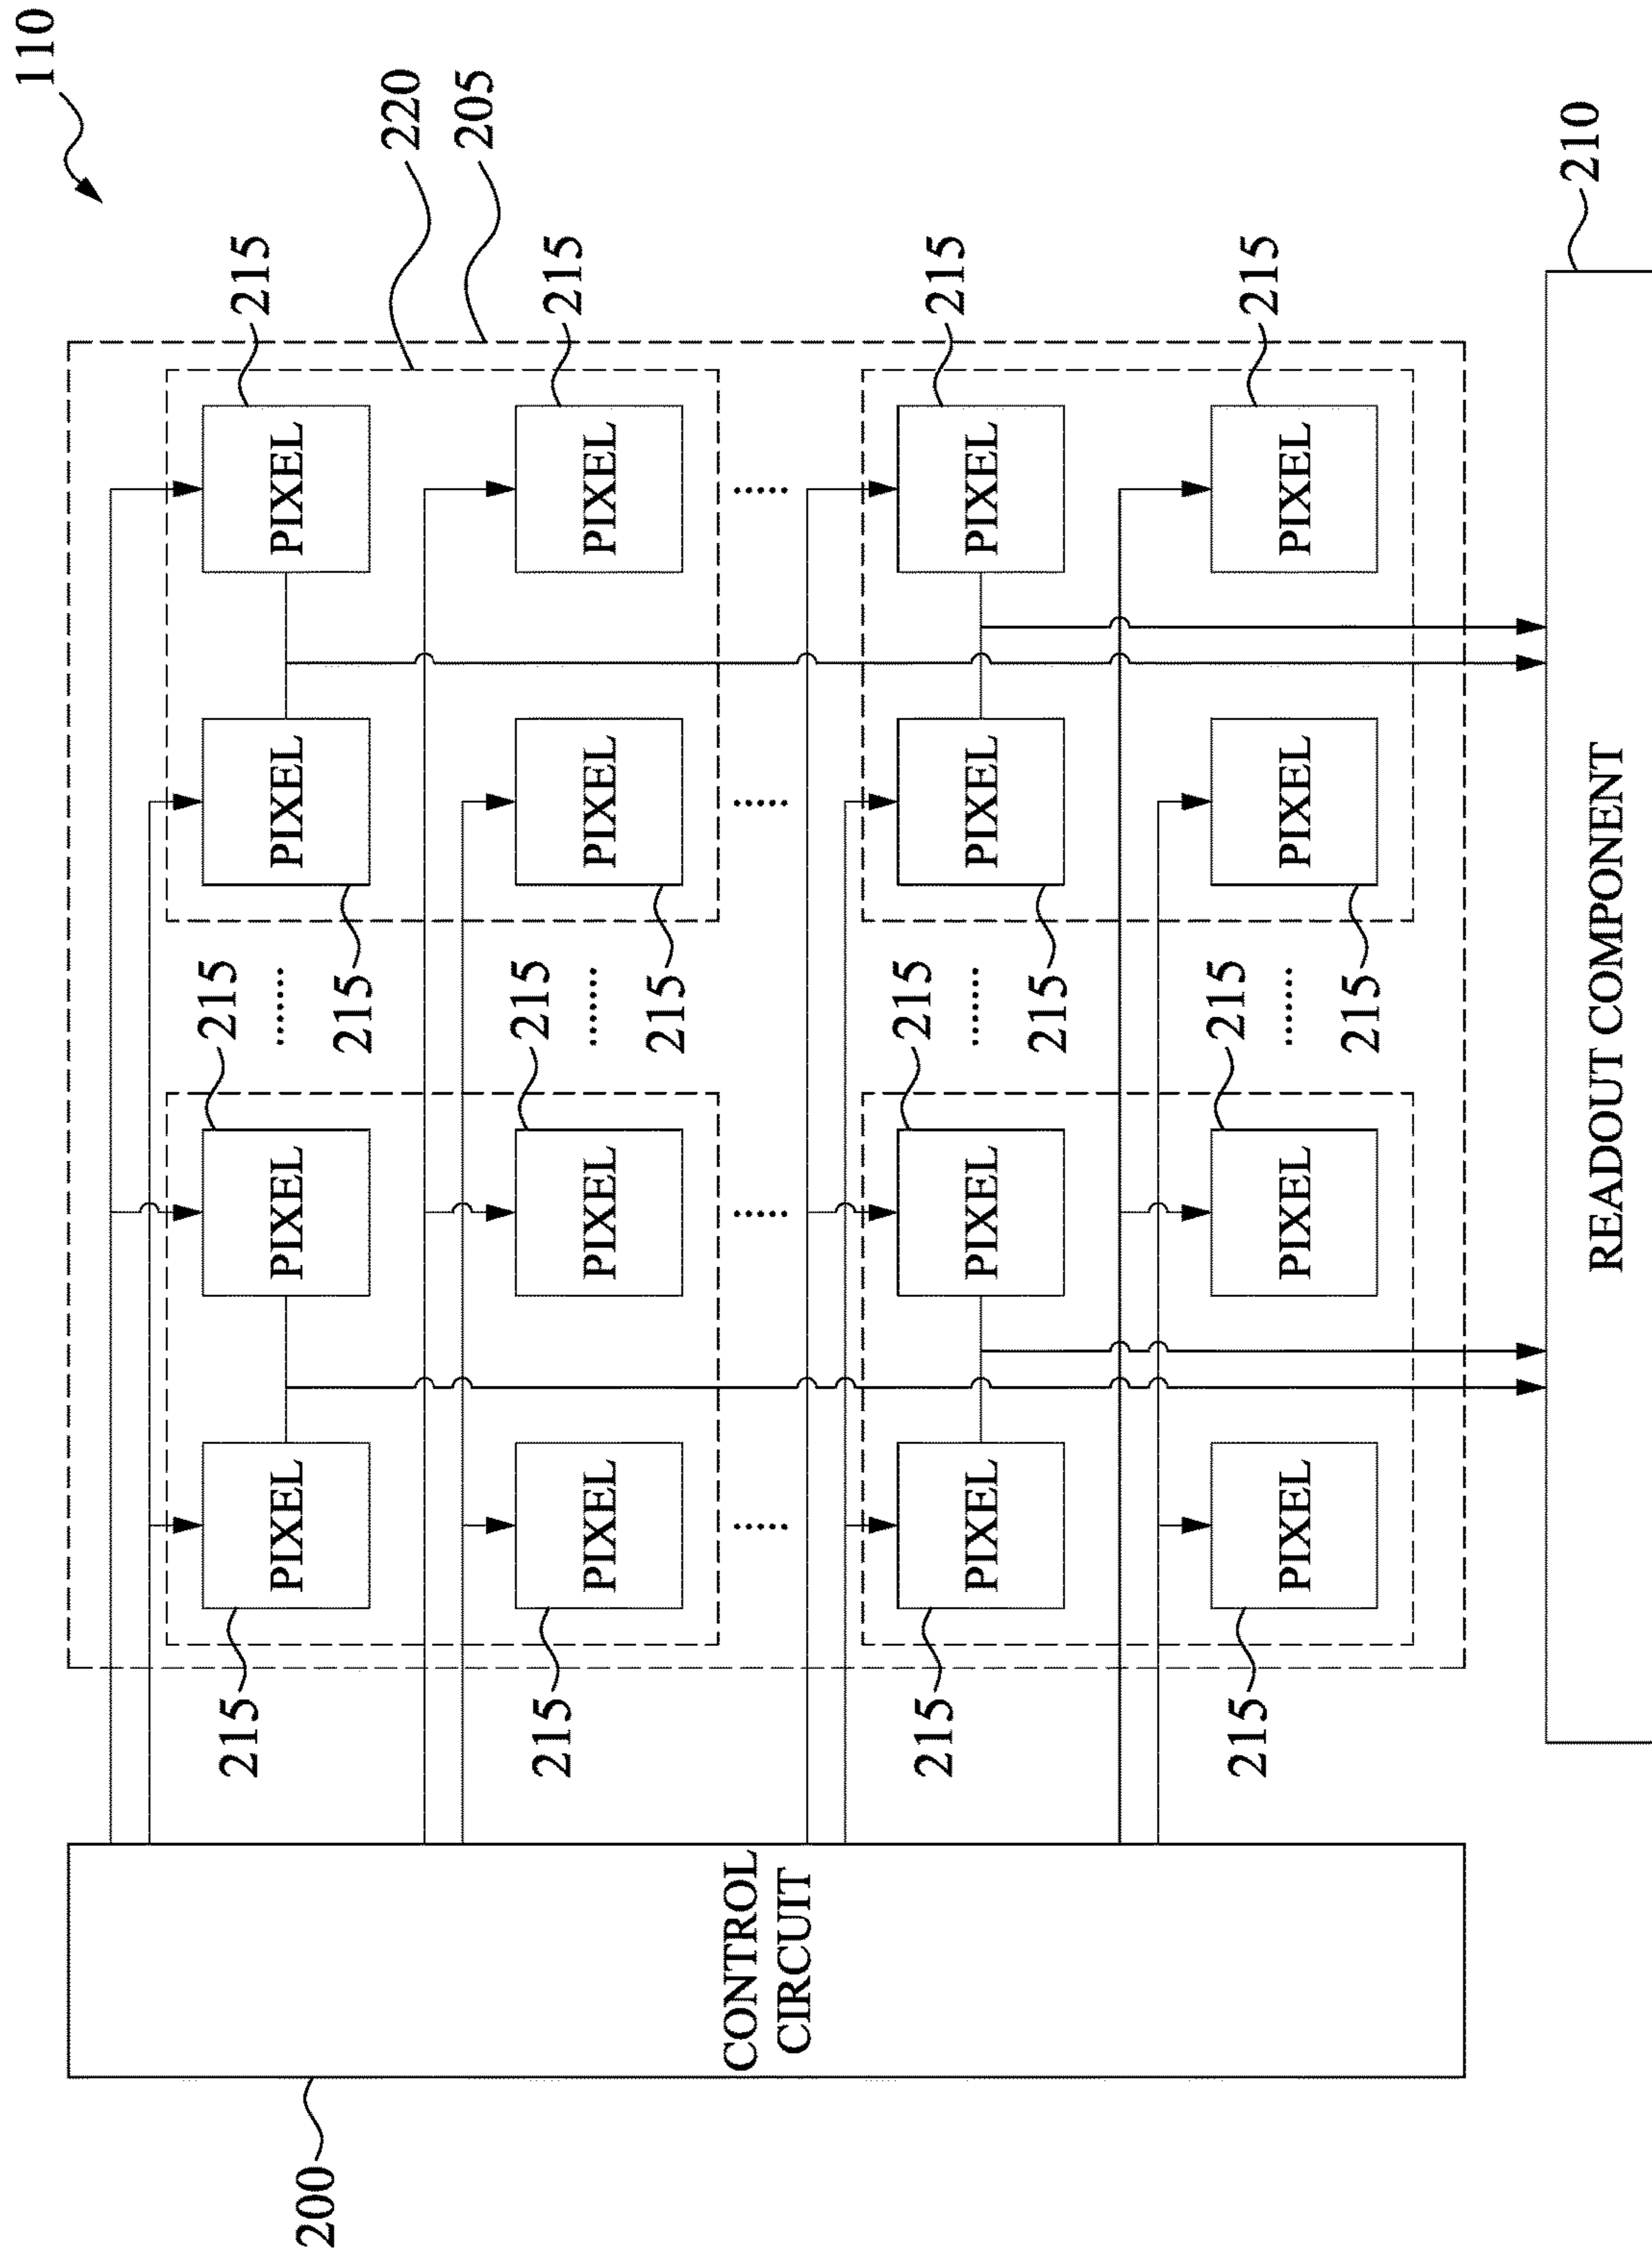 110
215 215 215
PIXEL PIXEL PIXEL PIXEL
200
215
220
205
215 215 215
PIXEL PIXEL PIXEL PIXEL
215
CONTROL
CIRCUIT
215 215 215
PIXEL PIXEL PIXEL PIXEL
215
215 215 215
PIXEL PIXEL PIXEL PIXEL
215
210
READOUT COMPONENT